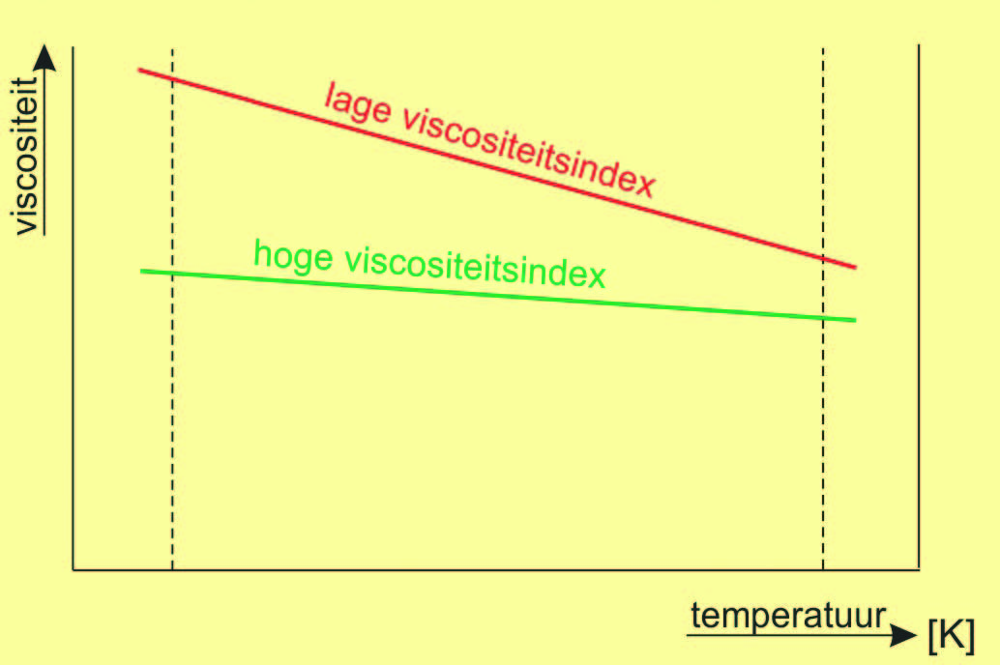 viscositeit
lage viscositeitsindex
hoge viscositeitsindex
temperatuur
[K]